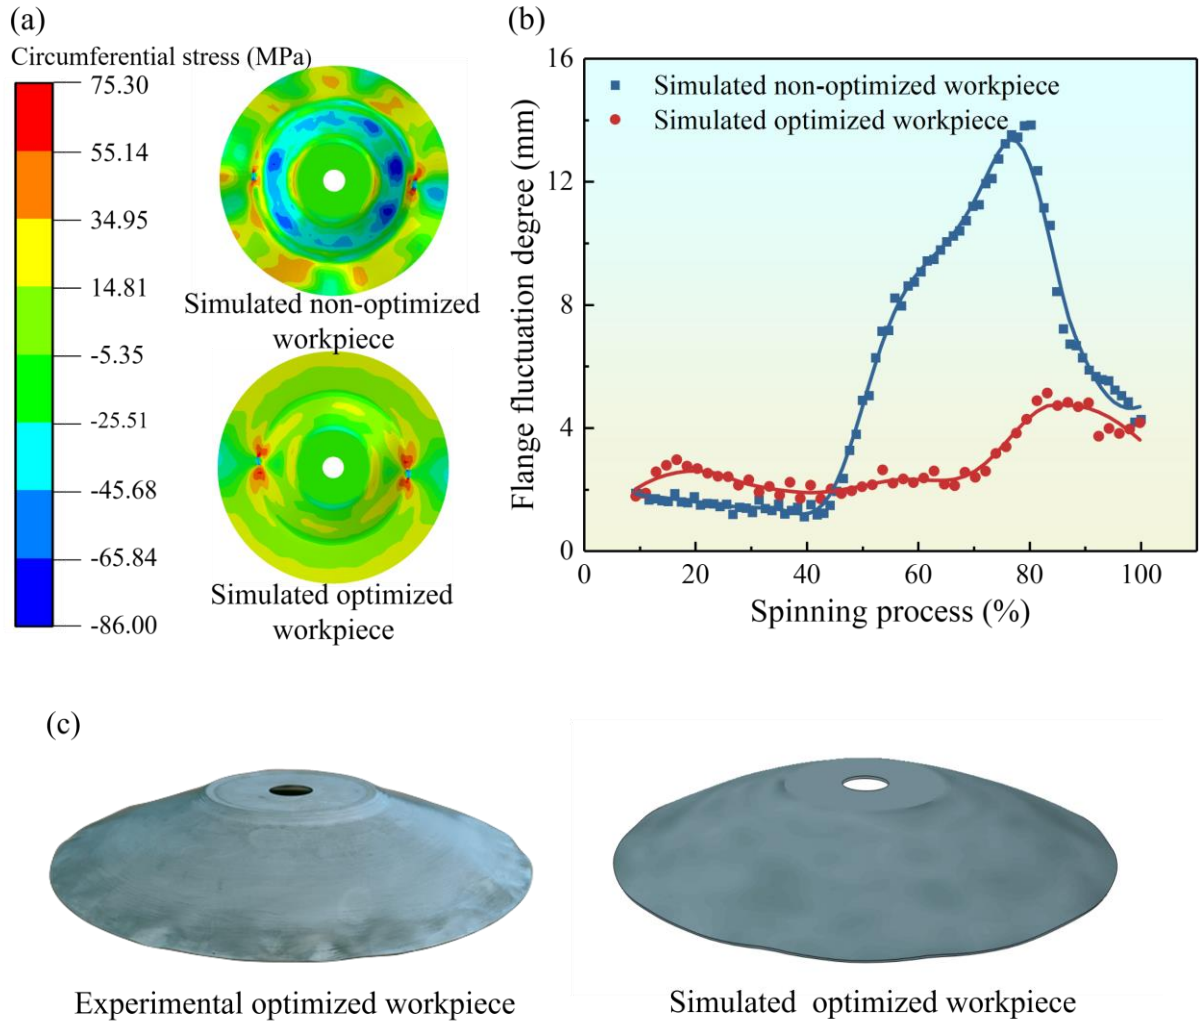 (a)
Circumferential stress (MPa)
75.30
55.14
34.95
14.81
-5.35
-25.51
-45.68
-65.84
-86.00
Simulated non-optimized
workpiece
Simulated optimized
workpiece
(b)
16
12
8
4
0
Flange fluctuation degree (mm)
Simulated non-optimized workpiece
Simulated optimized workpiece
0 20 40 60 80 100
Spinning process (%)
(c)
Experimental optimized workpiece
Simulated optimized workpiece